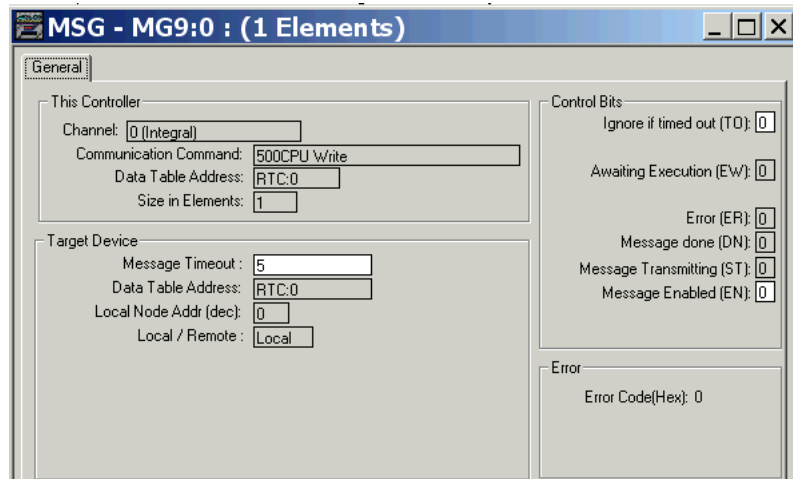 MSG - MG9:0 : (1 Elements)
General
This Controller
Channel: 0 (Integral)
Communication Command: 500CPU Write
Data Table Address: RTC:0
Size in Elements: 1
Target Device
Message Timeout : 5
Data Table Address: RTC:0
Local Node Addr (dec): 0
Local / Remote : Local
Control Bits
Ignore if timed out (TO): 0
Awaiting Execution (EW): 0
Error (ER): 0
Message done (DN): 0
Message Transmitting (ST): 0
Message Enabled (EN): 0
Error
Error Code(Hex): 0